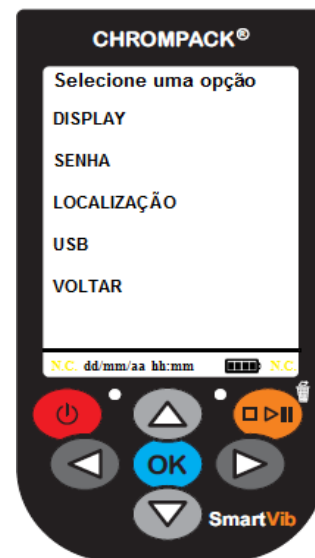 CHROMPACK®
Selecione uma opção
DISPLAY
SENHA
LOCALIZAÇÃO
USB
VOLTAR
N.C. dd/mm/aa hh:mm N.C.
OK
SmartVib